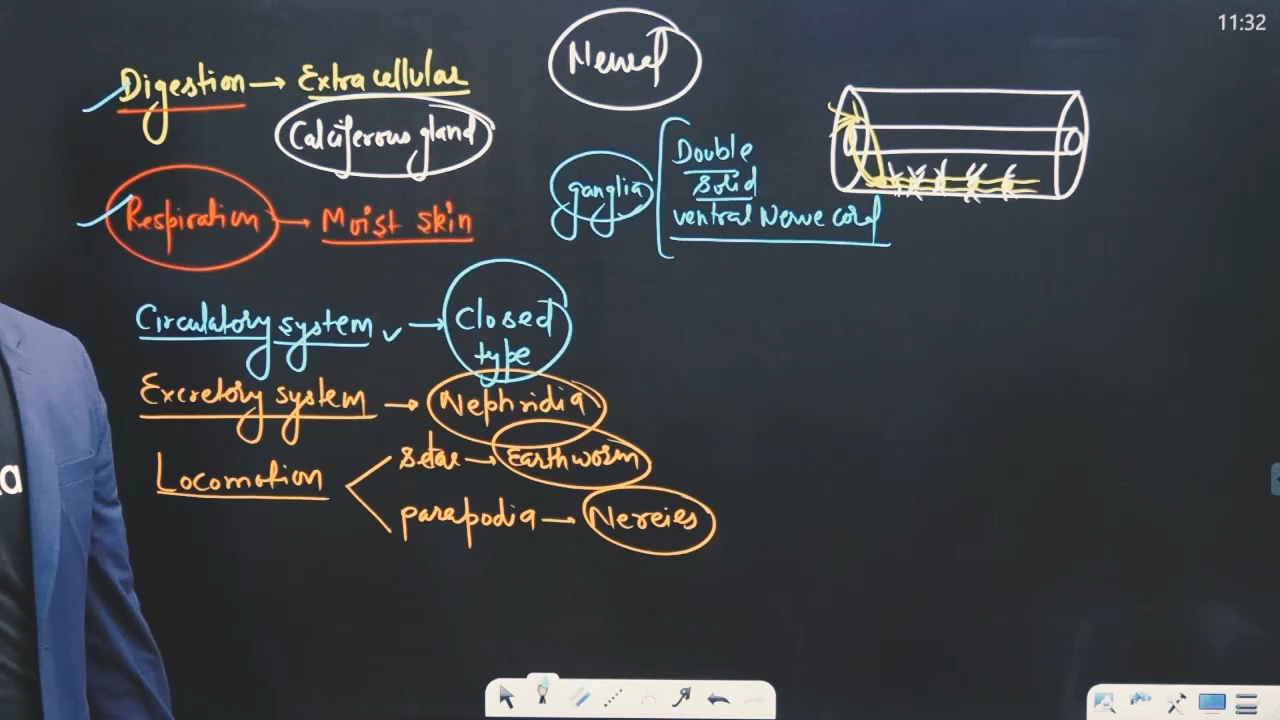 11:32
Digestion → Extracellular
Calciferous gland
Respiration → Moist skin
Circulatory system → Closed type
Excretory system → Nephridia
Locomotion
setae → Earthworm
parapodia → Nereies
ganglia
Double
Solid
ventral Nerve cord
a